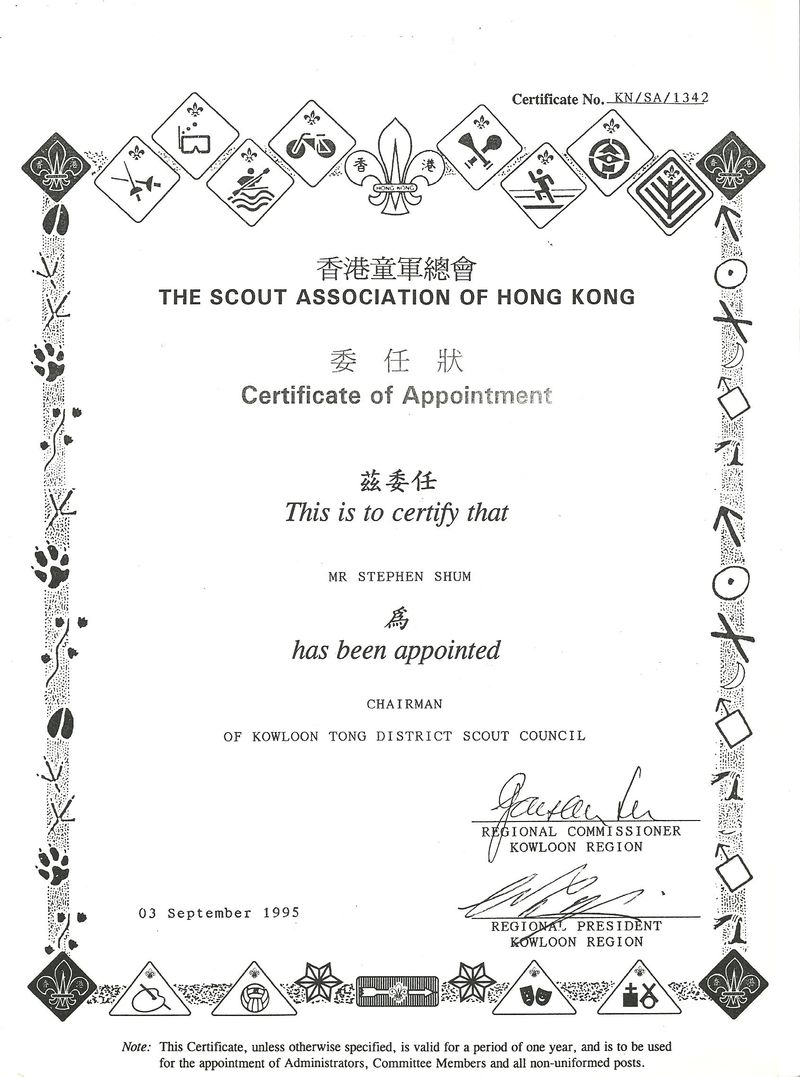 Certificate No. KN/SA/1342
香 港
HONG KONG
香港童軍總會
THE SCOUT ASSOCIATION OF HONG KONG
委任狀
Certificate of Appointment
茲委任
This is to certify that
MR STEPHEN SHUM
為
has been appointed
CHAIRMAN
OF KOWLOON TONG DISTRICT SCOUT COUNCIL
REGIONAL COMMISSIONER
KOWLOON REGION
03 September 1995
REGIONAL PRESIDENT
KOWLOON REGION
Note: This Certificate, unless otherwise specified, is valid for a period of one year, and is to be used
for the appointment of Administrators, Committee Members and all non-uniformed posts.